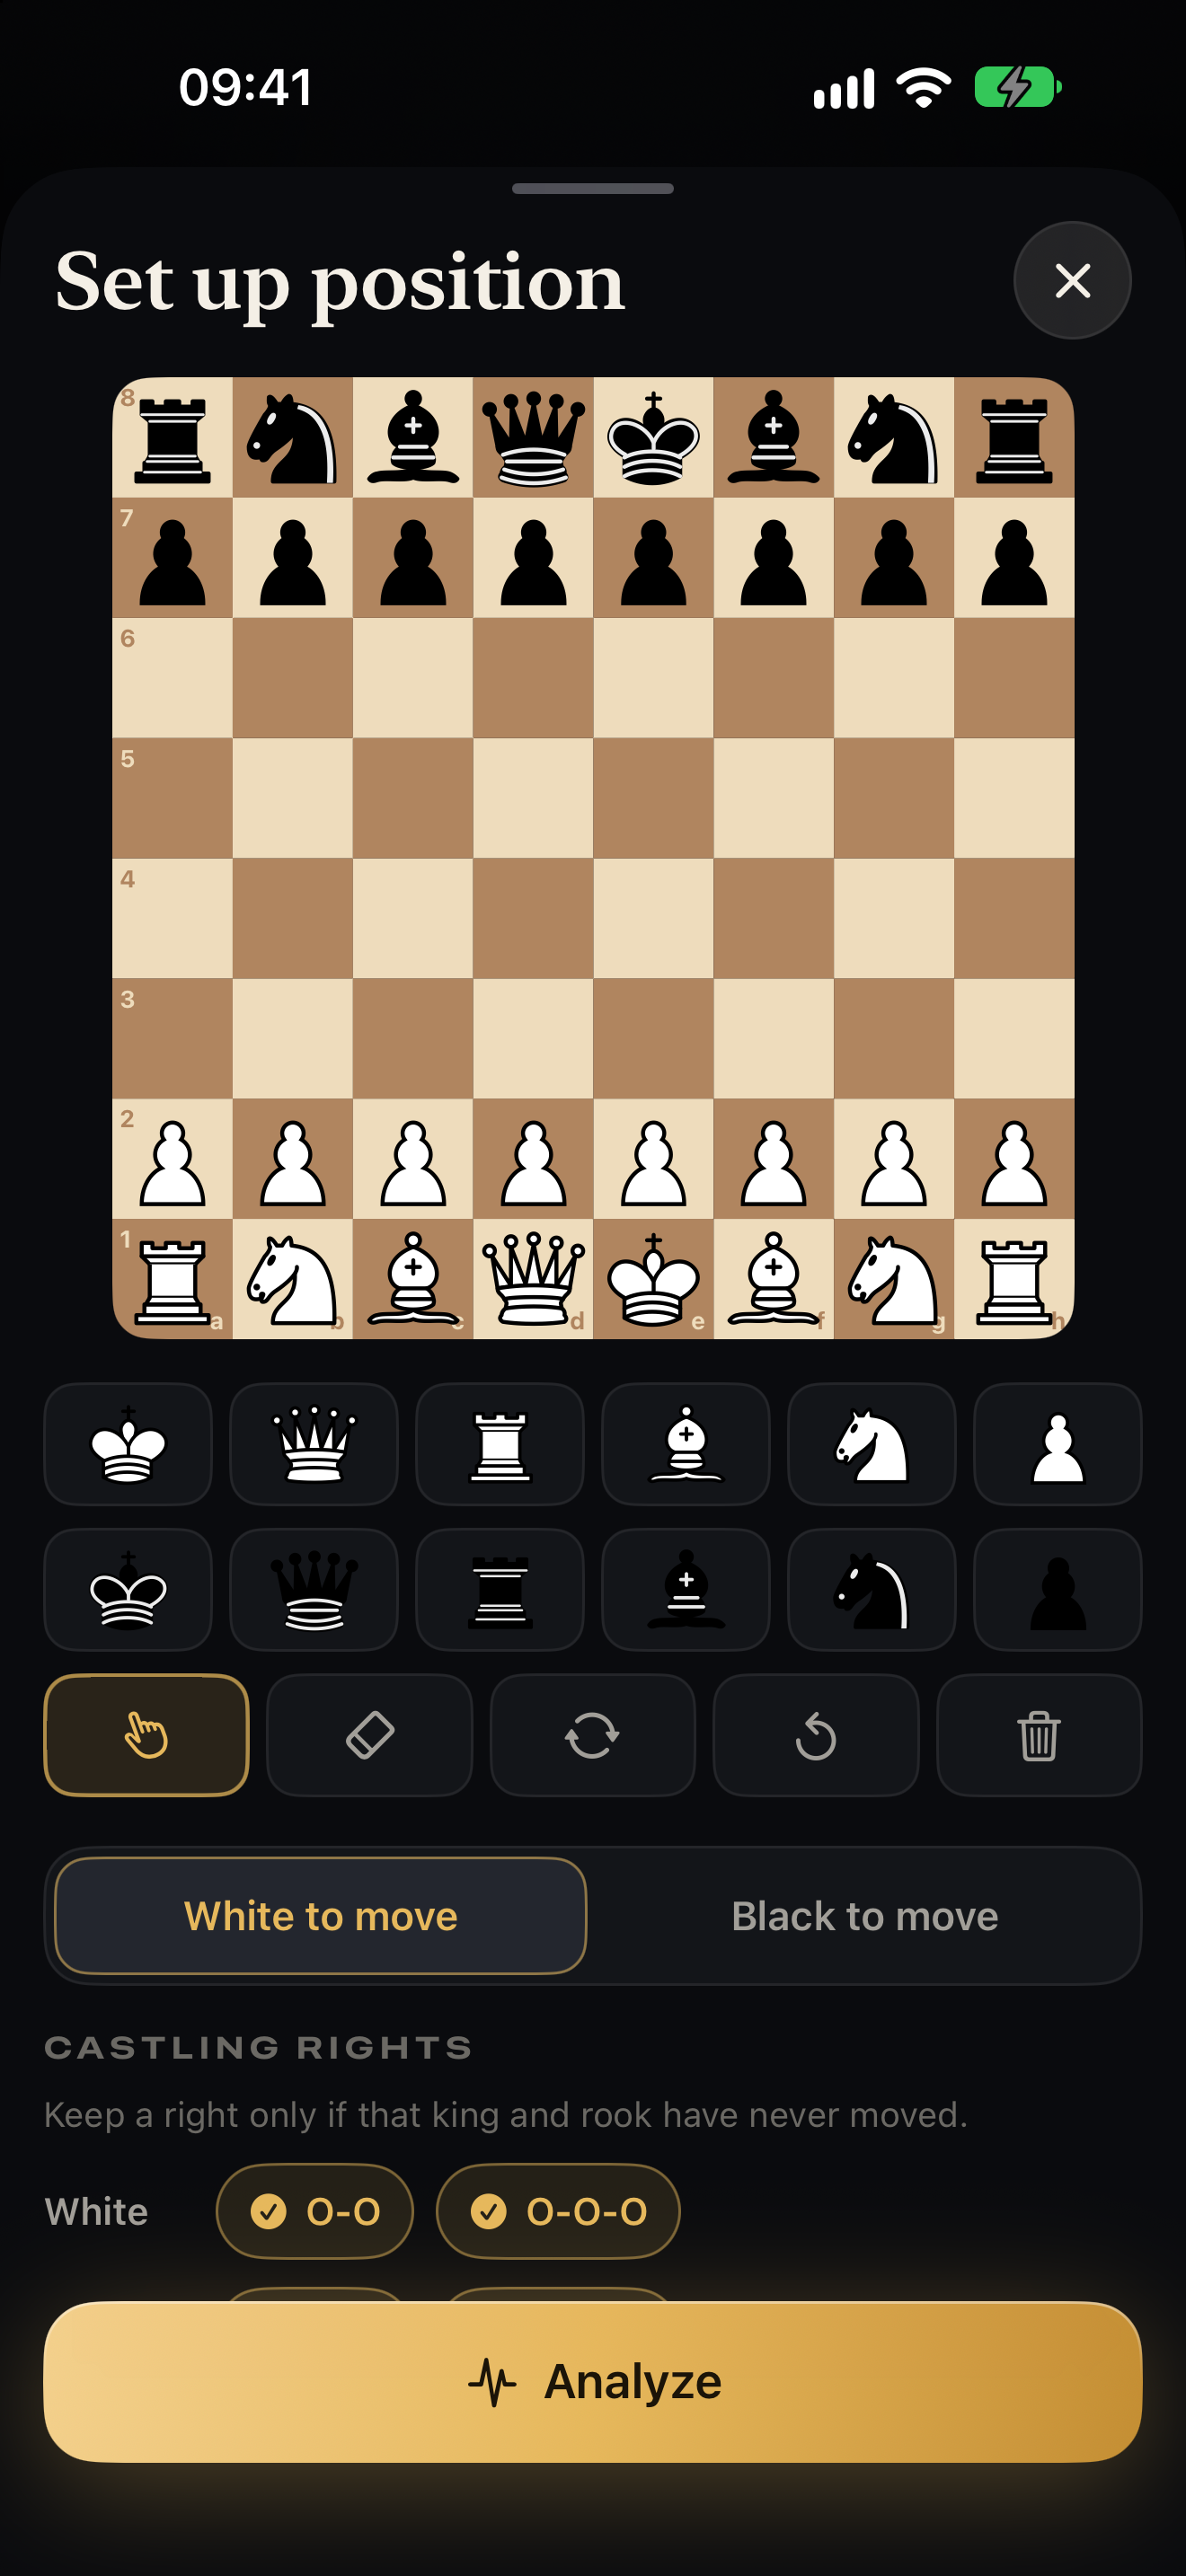 09:41
Set up position
8
7
6
5
4
3
2
1
a b c d e f g h
White to move
Black to move
CASTLING RIGHTS
Keep a right only if that king and rook have never moved.
White
O-O
O-O-O
Analyze